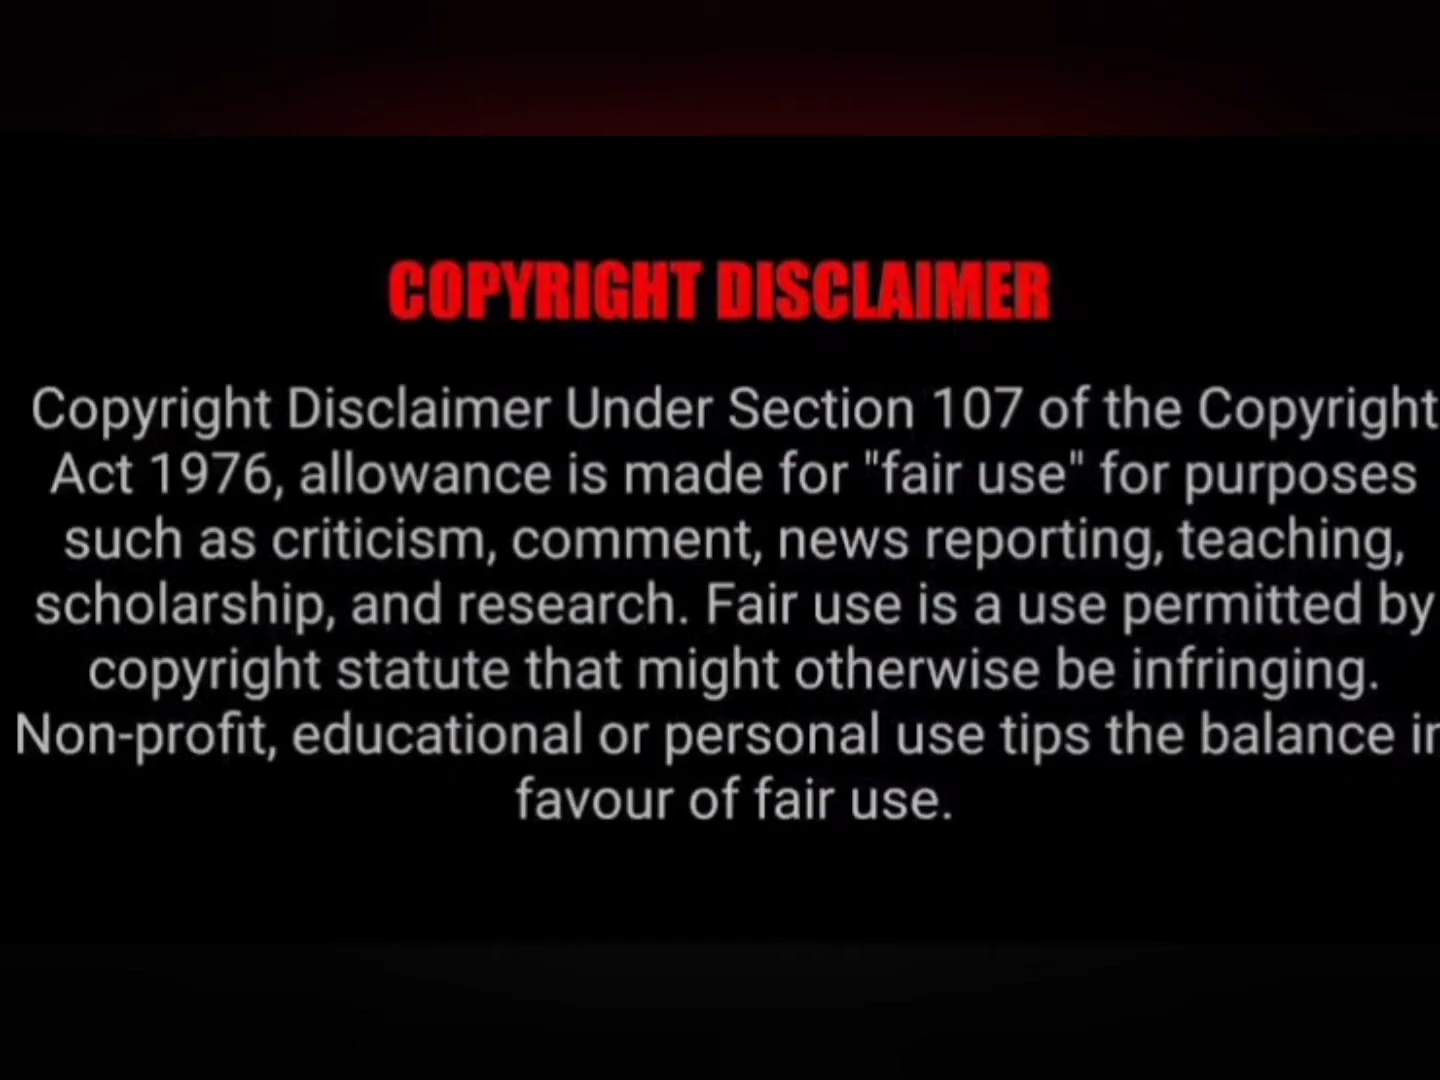 COPYRIGHT DISCLAIMER
Copyright Disclaimer Under Section 107 of the Copyright
Act 1976, allowance is made for "fair use" for purposes
such as criticism, comment, news reporting, teaching,
scholarship, and research. Fair use is a use permitted by
copyright statute that might otherwise be infringing.
Non-profit, educational or personal use tips the balance in
favour of fair use.